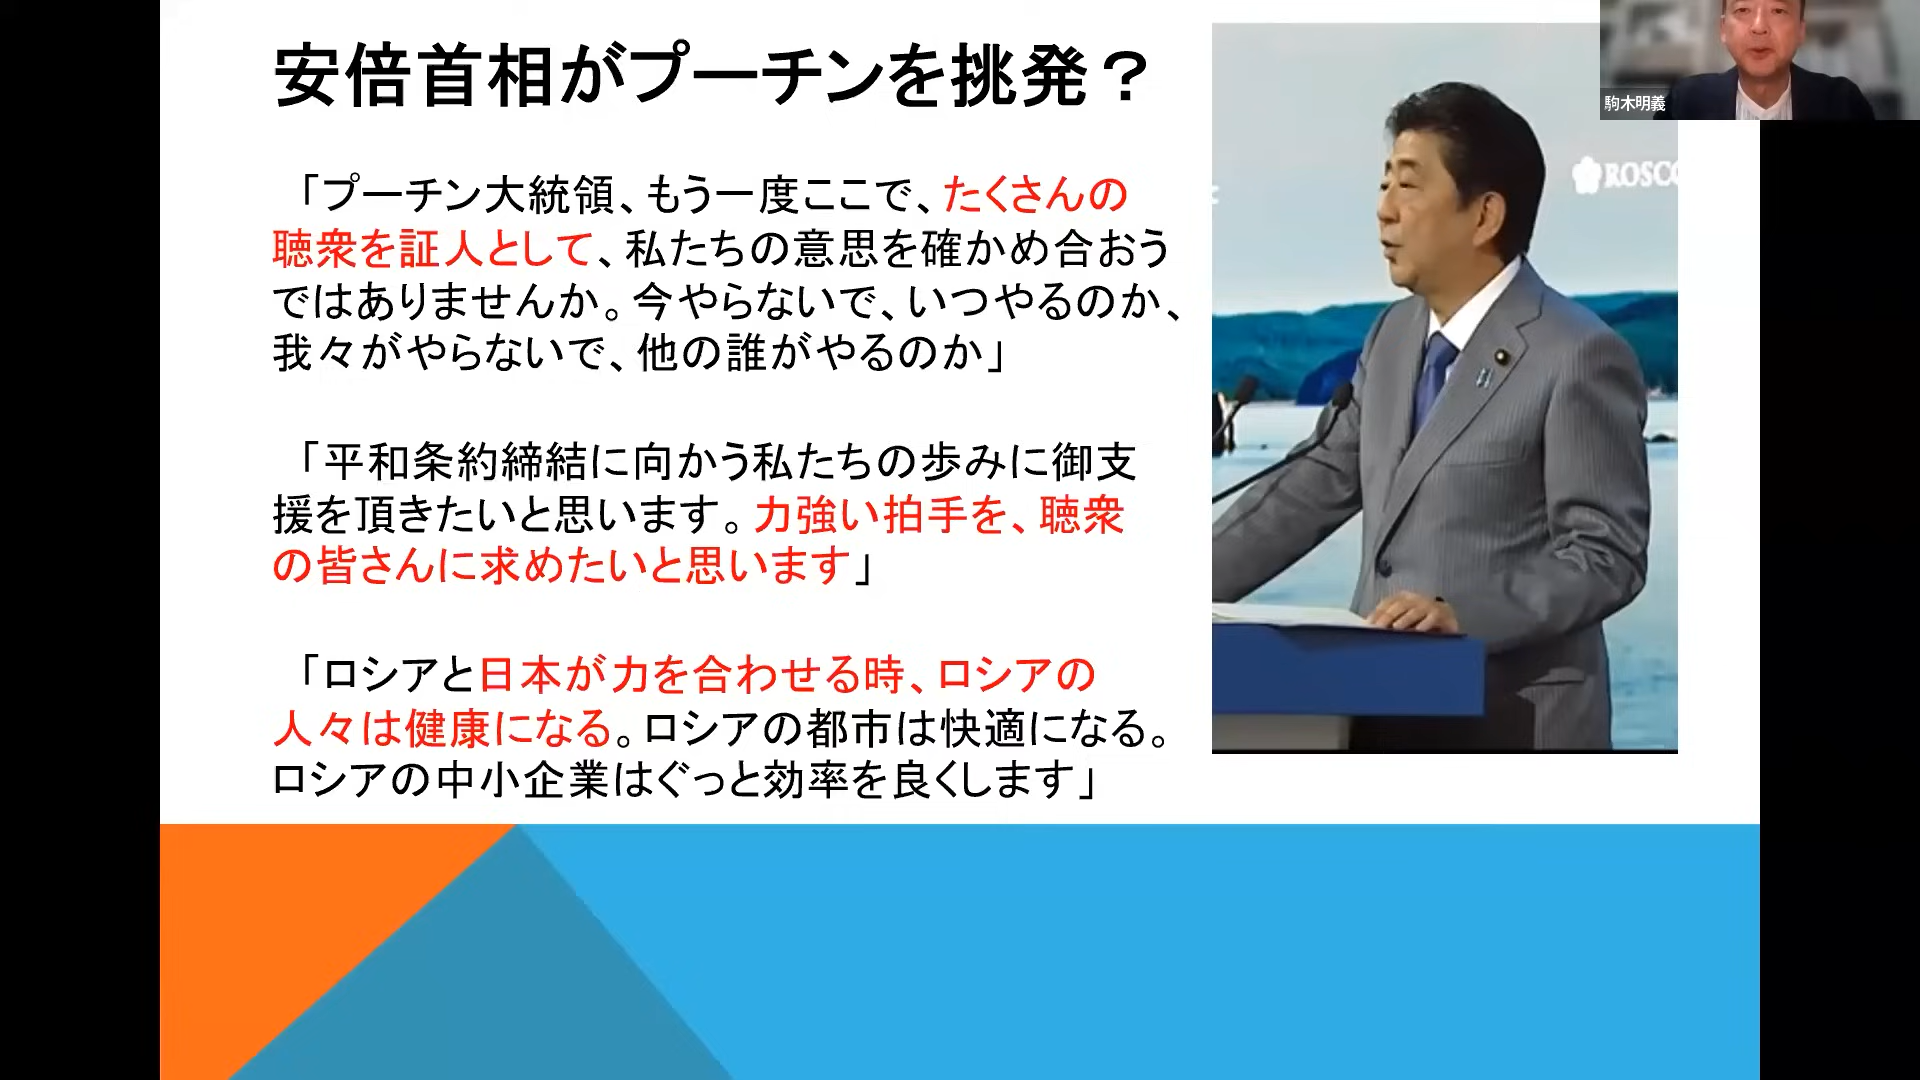 安倍首相がプーチンを挑発？
「プーチン大統領、もう一度ここで、たくさんの
聴衆を証人として、私たちの意思を確かめ合おう
ではありませんか。今やらないで、いつやるのか、
我々がやらないで、他の誰がやるのか」
「平和条約締結に向かう私たちの歩みに御支
援を頂きたいと思います。力強い拍手を、聴衆
の皆さんに求めたいと思います」
「ロシアと日本が力を合わせる時、ロシアの
人々は健康になる。ロシアの都市は快適になる。
ロシアの中小企業はぐっと効率を良くします」
駒木明義